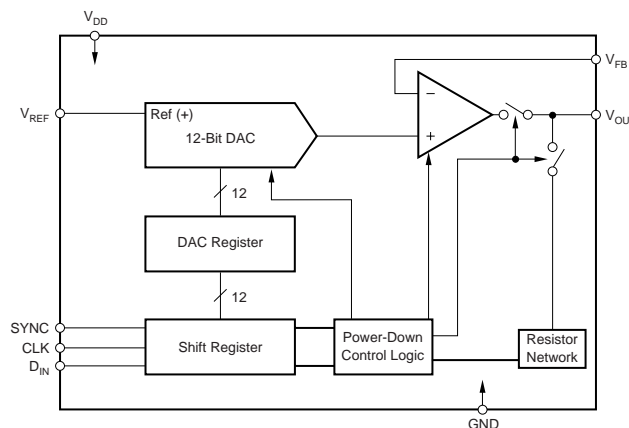 VDD
VFB
VREF
Ref (+)
12-Bit DAC
−
+
VOU
12
DAC Register
12
SYNC
CLK
DIN
Shift Register
Power-Down
Control Logic
Resistor
Network
GND